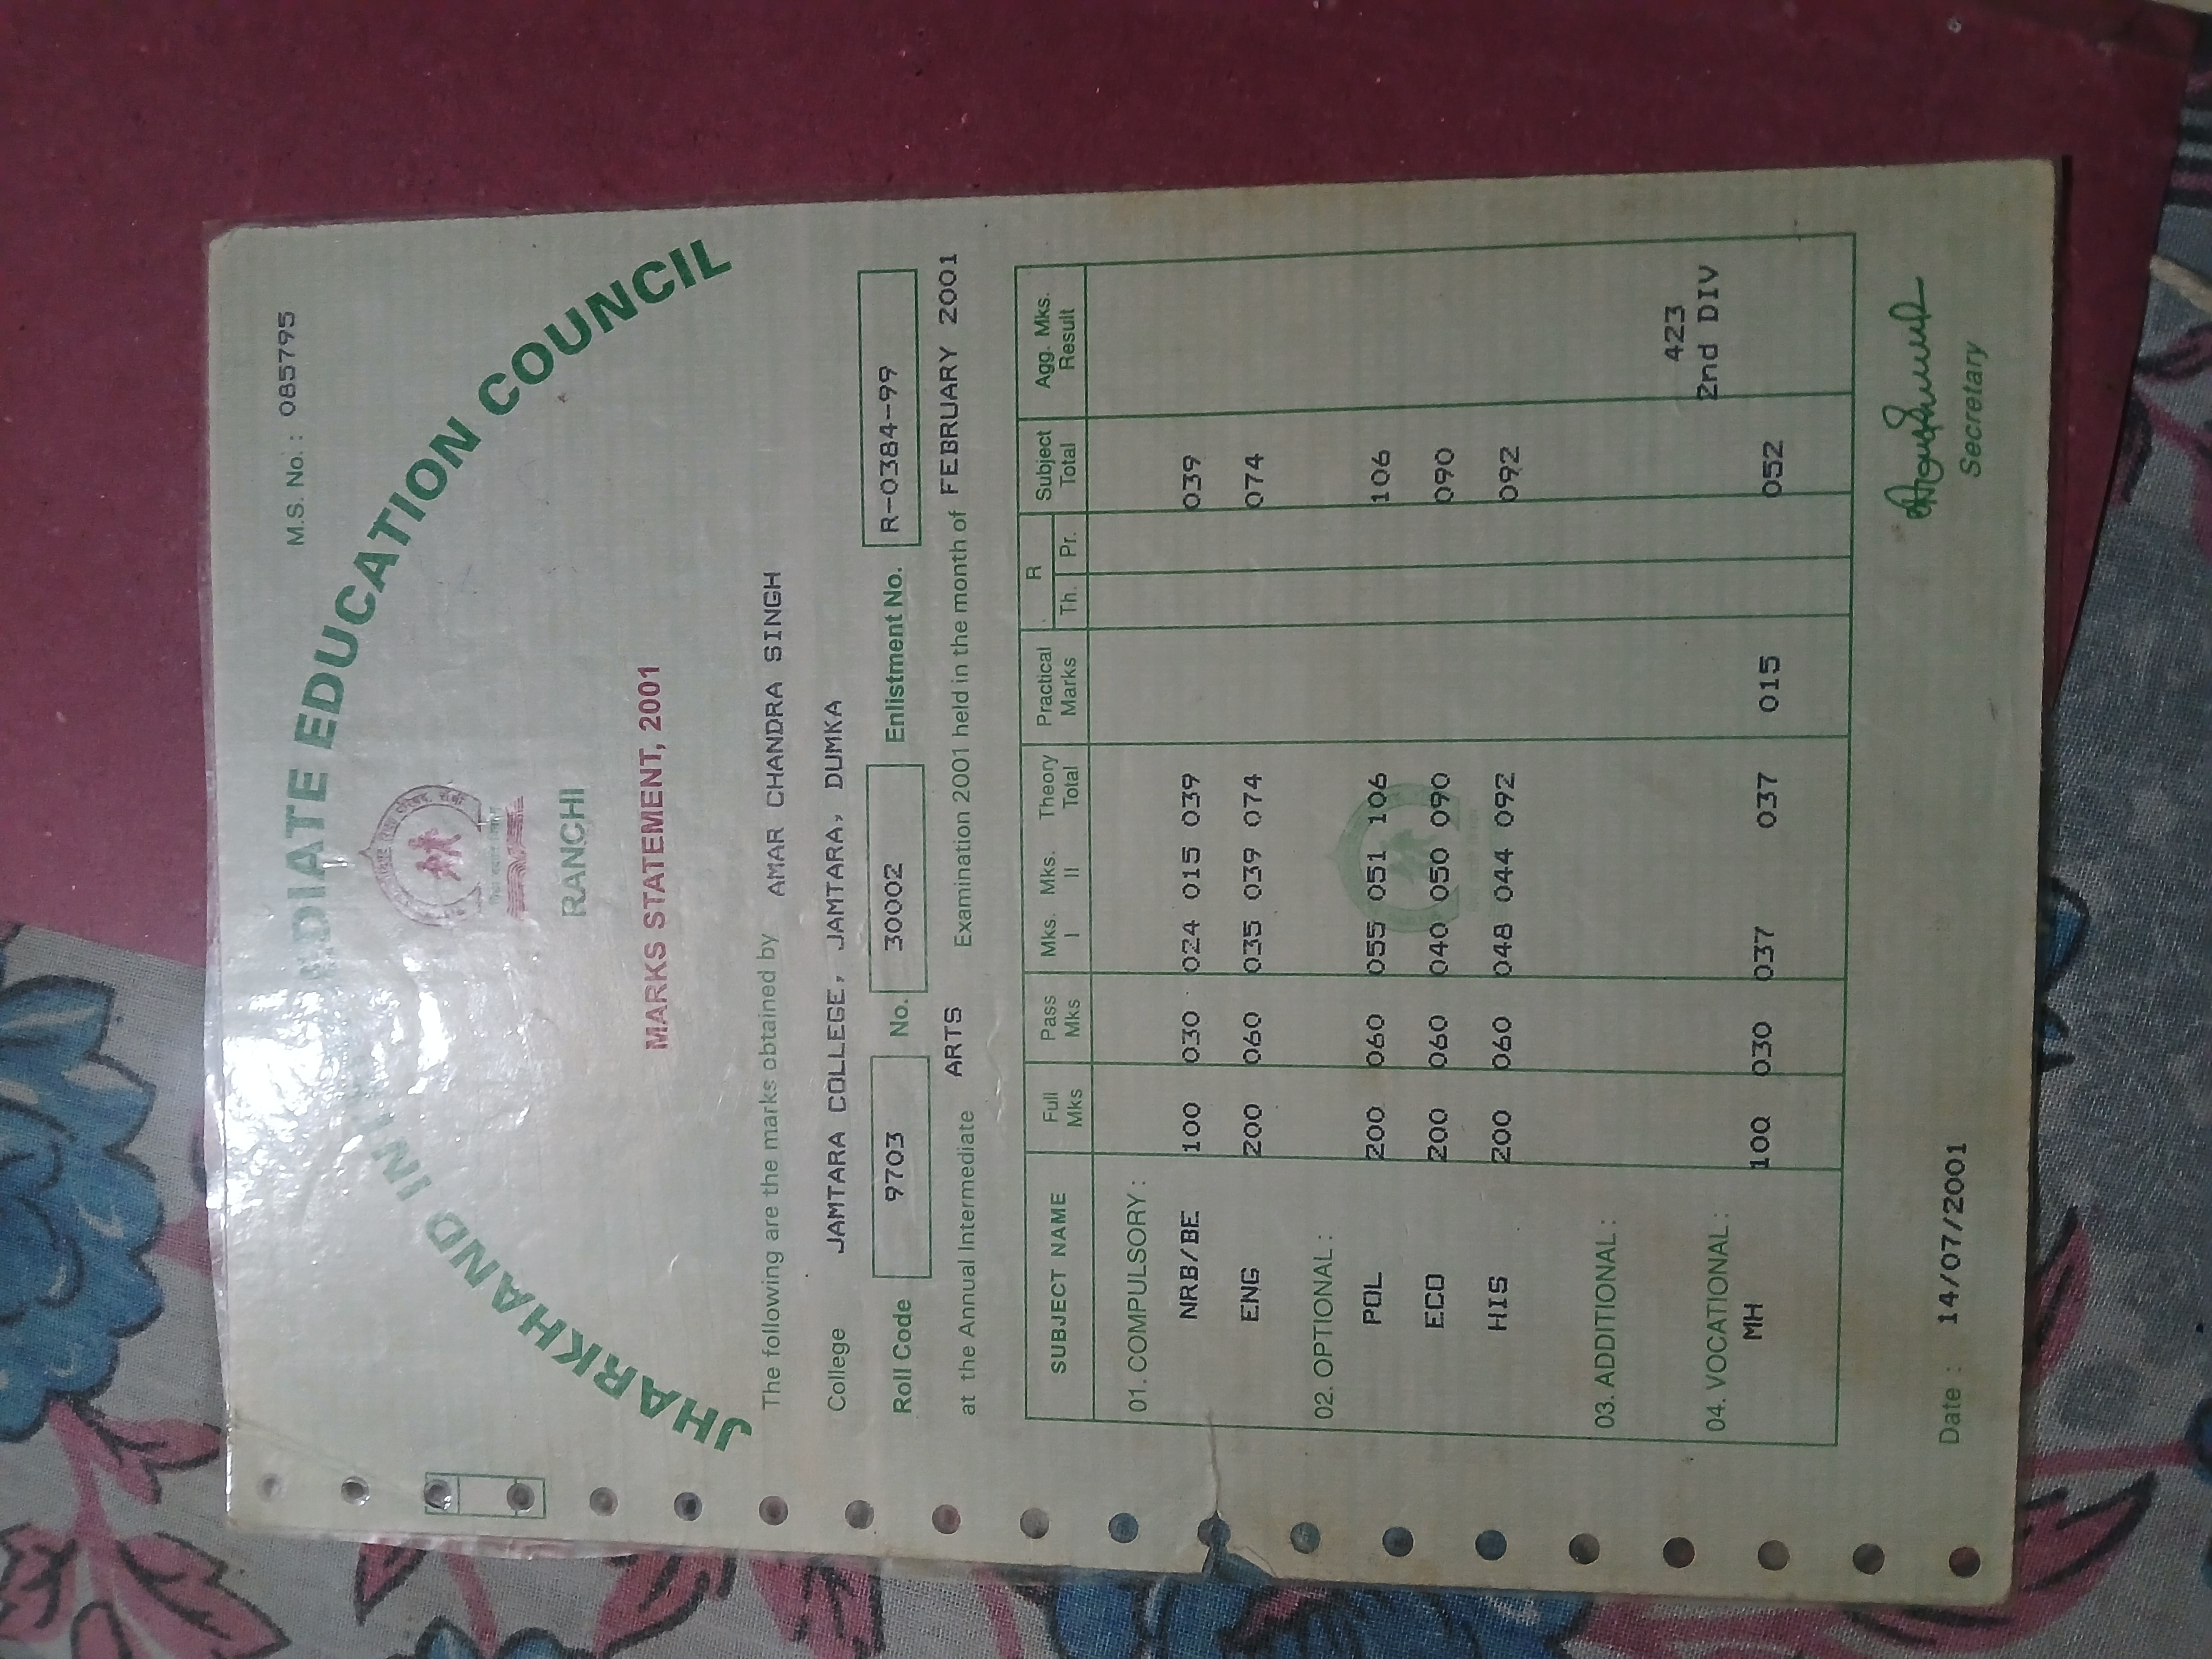 M.S. No. : 085795
JHARKHAND INTERMEDIATE EDUCATION COUNCIL
RANCHI
MARKS STATEMENT, 2001
The following are the marks obtained by AMAR CHANDRA SINGH
College JAMTARA COLLEGE, JAMTARA, DUMKA
Roll Code 9703 No. 30002 Enlistment No. R-0384-99
at the Annual Intermediate ARTS Examination 2001 held in the month of FEBRUARY 2001
SUBJECT NAME Full Mks Pass Mks Mks. I Mks. II Theory Total Practical Marks R Th. Pr. Subject Total Agg. Mks. Result
01. COMPULSORY :
NRB/BE 100 030 024 015 039 039
ENG 200 060 035 039 074 074
02. OPTIONAL :
POL 200 060 055 051 106 106
ECO 200 060 040 050 090 090
HIS 200 060 048 044 092 092
03. ADDITIONAL :
423
04. VOCATIONAL : 2nd DIV
MH 100 030 037 037 015 052
Date : 14/07/2001
Secretary